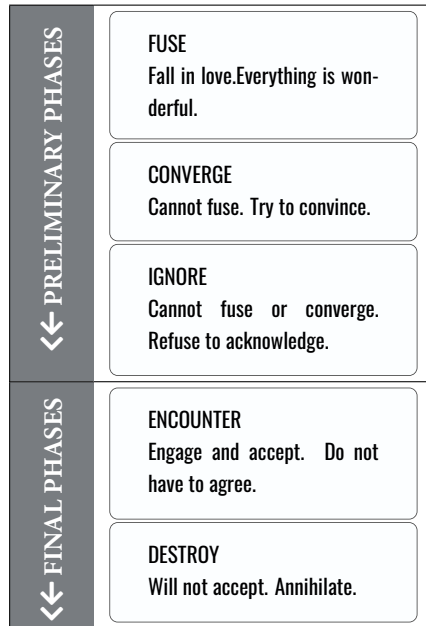 PRELIMINARY PHASES
FUSE
Fall in love.Everything is won-
derful.
CONVERGE
Cannot fuse. Try to convince.
IGNORE
Cannot fuse or converge.
Refuse to acknowledge.
FINAL PHASES
ENCOUNTER
Engage and accept. Do not
have to agree.
DESTROY
Will not accept. Annihilate.